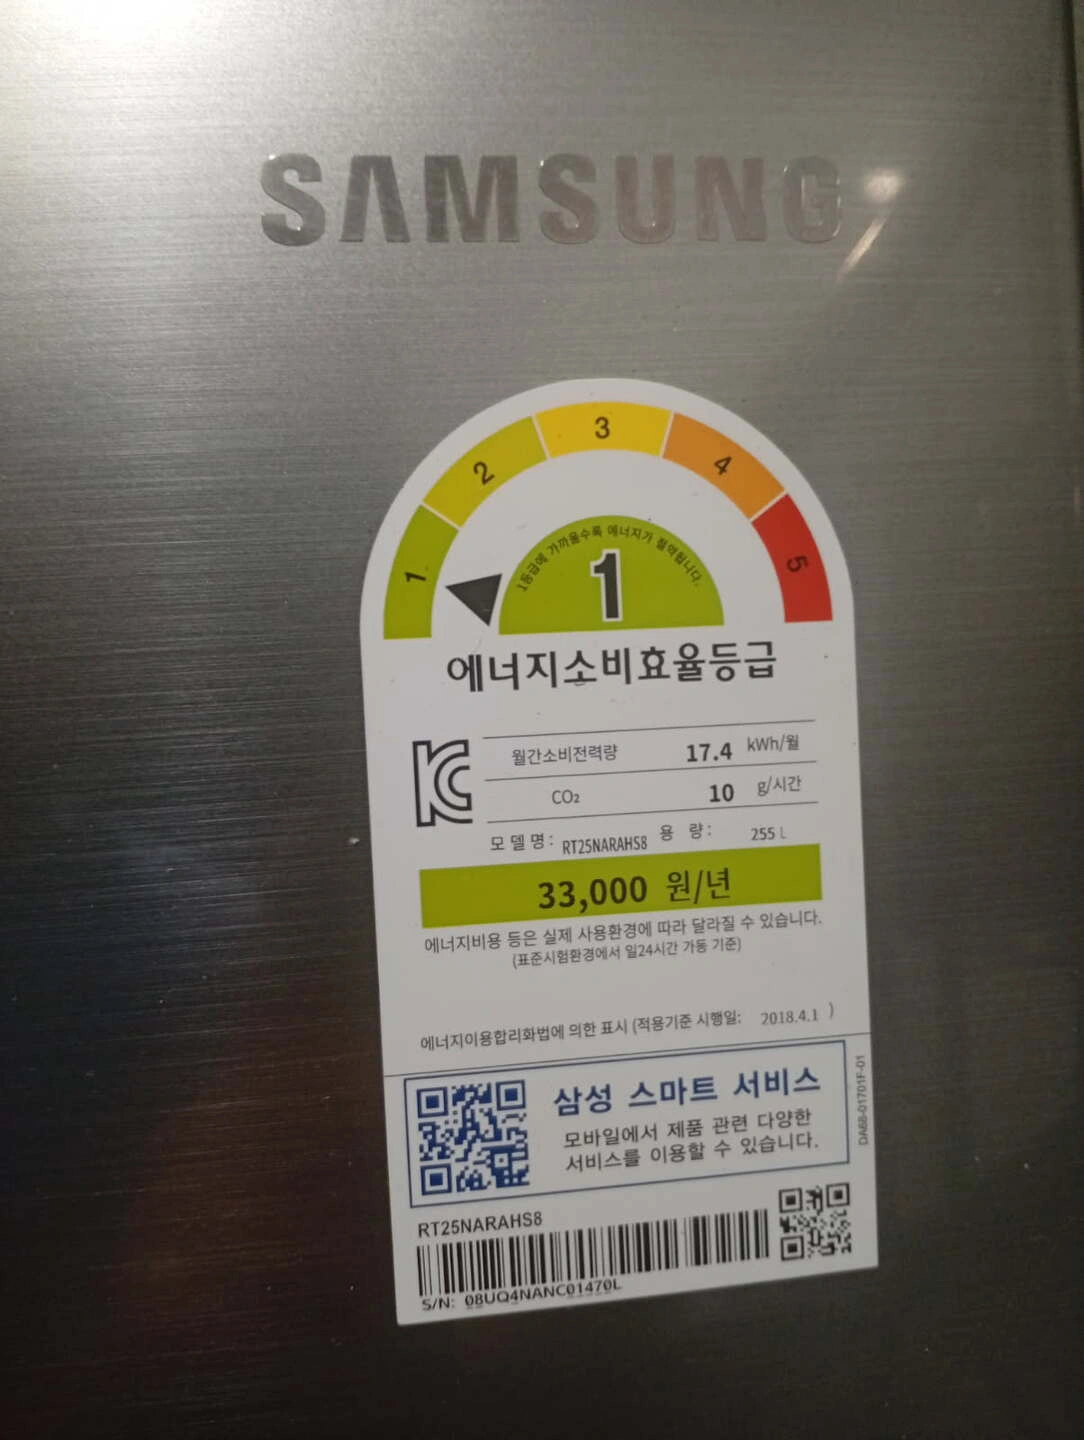 SAMSUNG
1 2 3 4 5
1등급에 가까울수록 에너지가 절약됩니다.
1
에너지소비효율등급
월간소비전력량 17.4 kWh/월
CO₂ 10 g/시간
모델명: RT25NARAHS8 용 량: 255 L
33,000 원/년
에너지비용 등은 실제 사용환경에 따라 달라질 수 있습니다.
(표준시험환경에서 일24시간 가동 기준)
에너지이용합리화법에 의한 표시 (적용기준 시행일: 2018.4.1 )
삼성 스마트 서비스
모바일에서 제품 관련 다양한
서비스를 이용할 수 있습니다.
DA68-01701F-01
RT25NARAHS8
S/N: 08UQ4NANC01470L